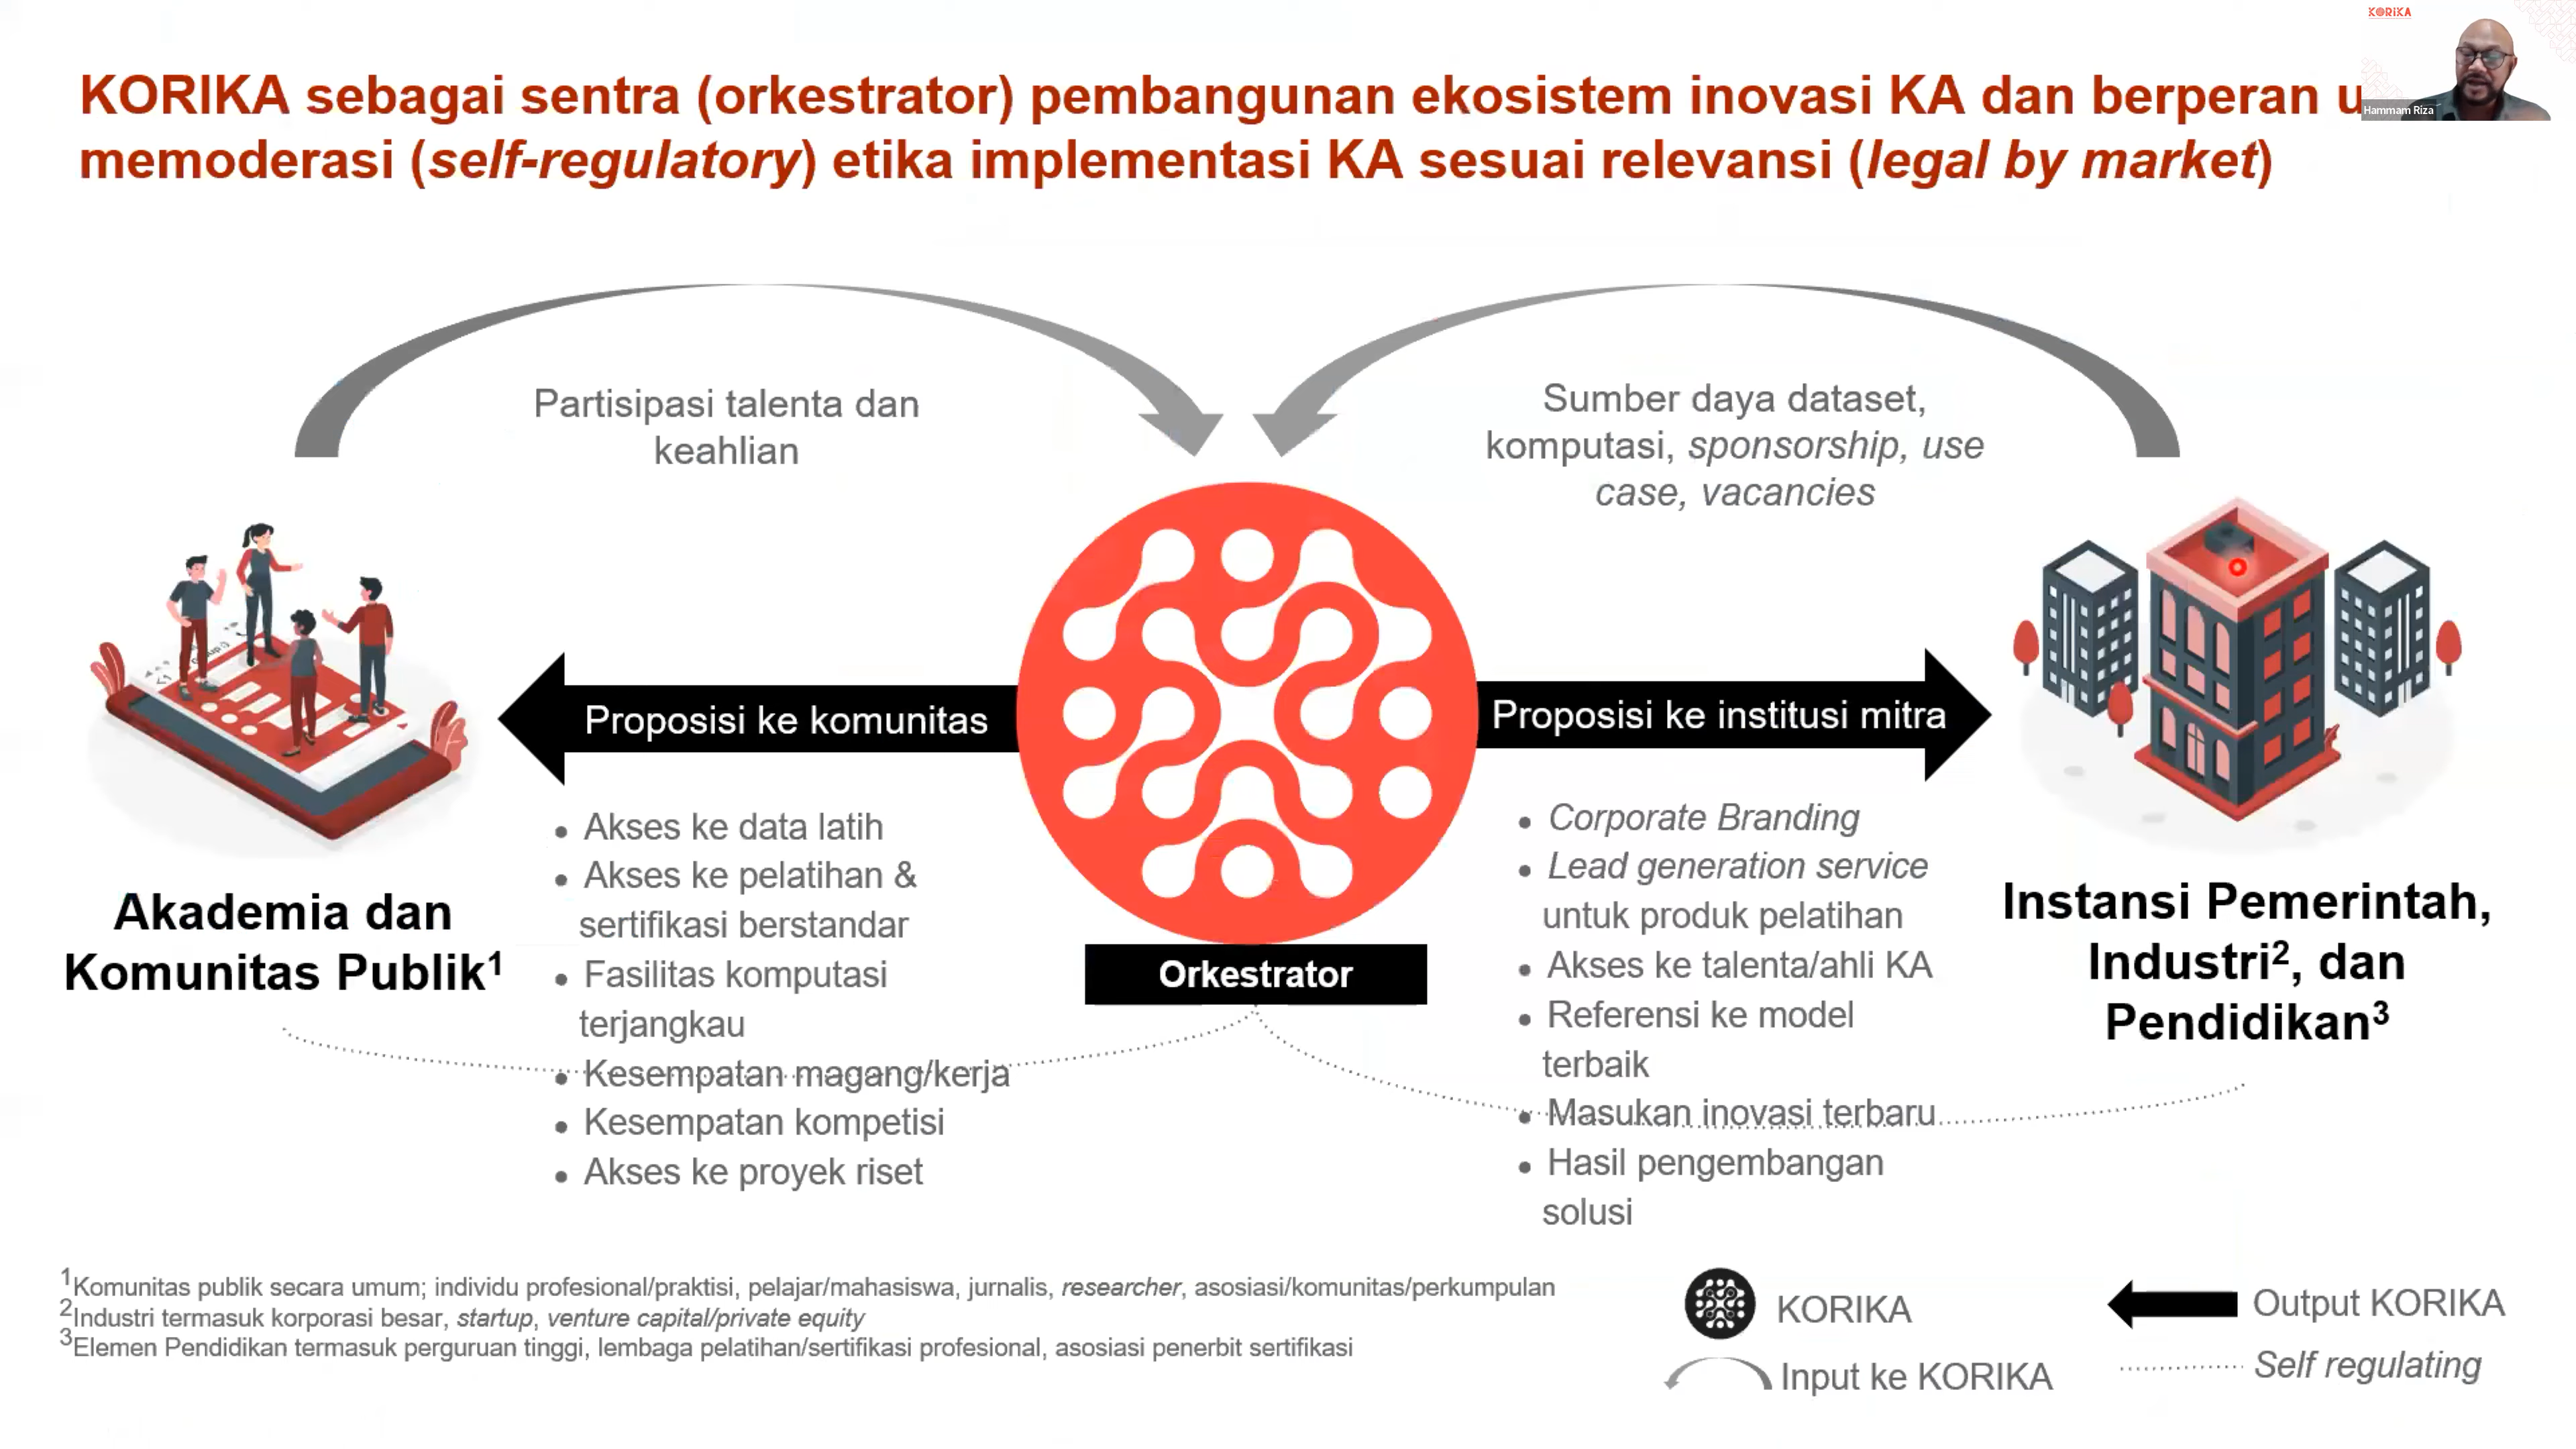 KORIKA
Hammam Riza
KORIKA sebagai sentra (orkestrator) pembangunan ekosistem inovasi KA dan berperan u
memoderasi (self-regulatory) etika implementasi KA sesuai relevansi (legal by market)
Partisipasi talenta dan
keahlian
Sumber daya dataset,
komputasi, sponsorship, use
case, vacancies
Proposisi ke komunitas
Proposisi ke institusi mitra
Akademia dan
Komunitas Publik¹
• Akses ke data latih
• Akses ke pelatihan &
sertifikasi berstandar
• Fasilitas komputasi
terjangkau
• Kesempatan magang/kerja
• Kesempatan kompetisi
• Akses ke proyek riset
Orkestrator
• Corporate Branding
• Lead generation service
untuk produk pelatihan
• Akses ke talenta/ahli KA
• Referensi ke model
terbaik
• Masukan inovasi terbaru
• Hasil pengembangan
solusi
Instansi Pemerintah,
Industri², dan
Pendidikan³
¹Komunitas publik secara umum; individu profesional/praktisi, pelajar/mahasiswa, jurnalis, researcher, asosiasi/komunitas/perkumpulan
²Industri termasuk korporasi besar, startup, venture capital/private equity
³Elemen Pendidikan termasuk perguruan tinggi, lembaga pelatihan/sertifikasi profesional, asosiasi penerbit sertifikasi
KORIKA
Output KORIKA
Input ke KORIKA
Self regulating